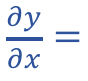 ∂y/∂x =